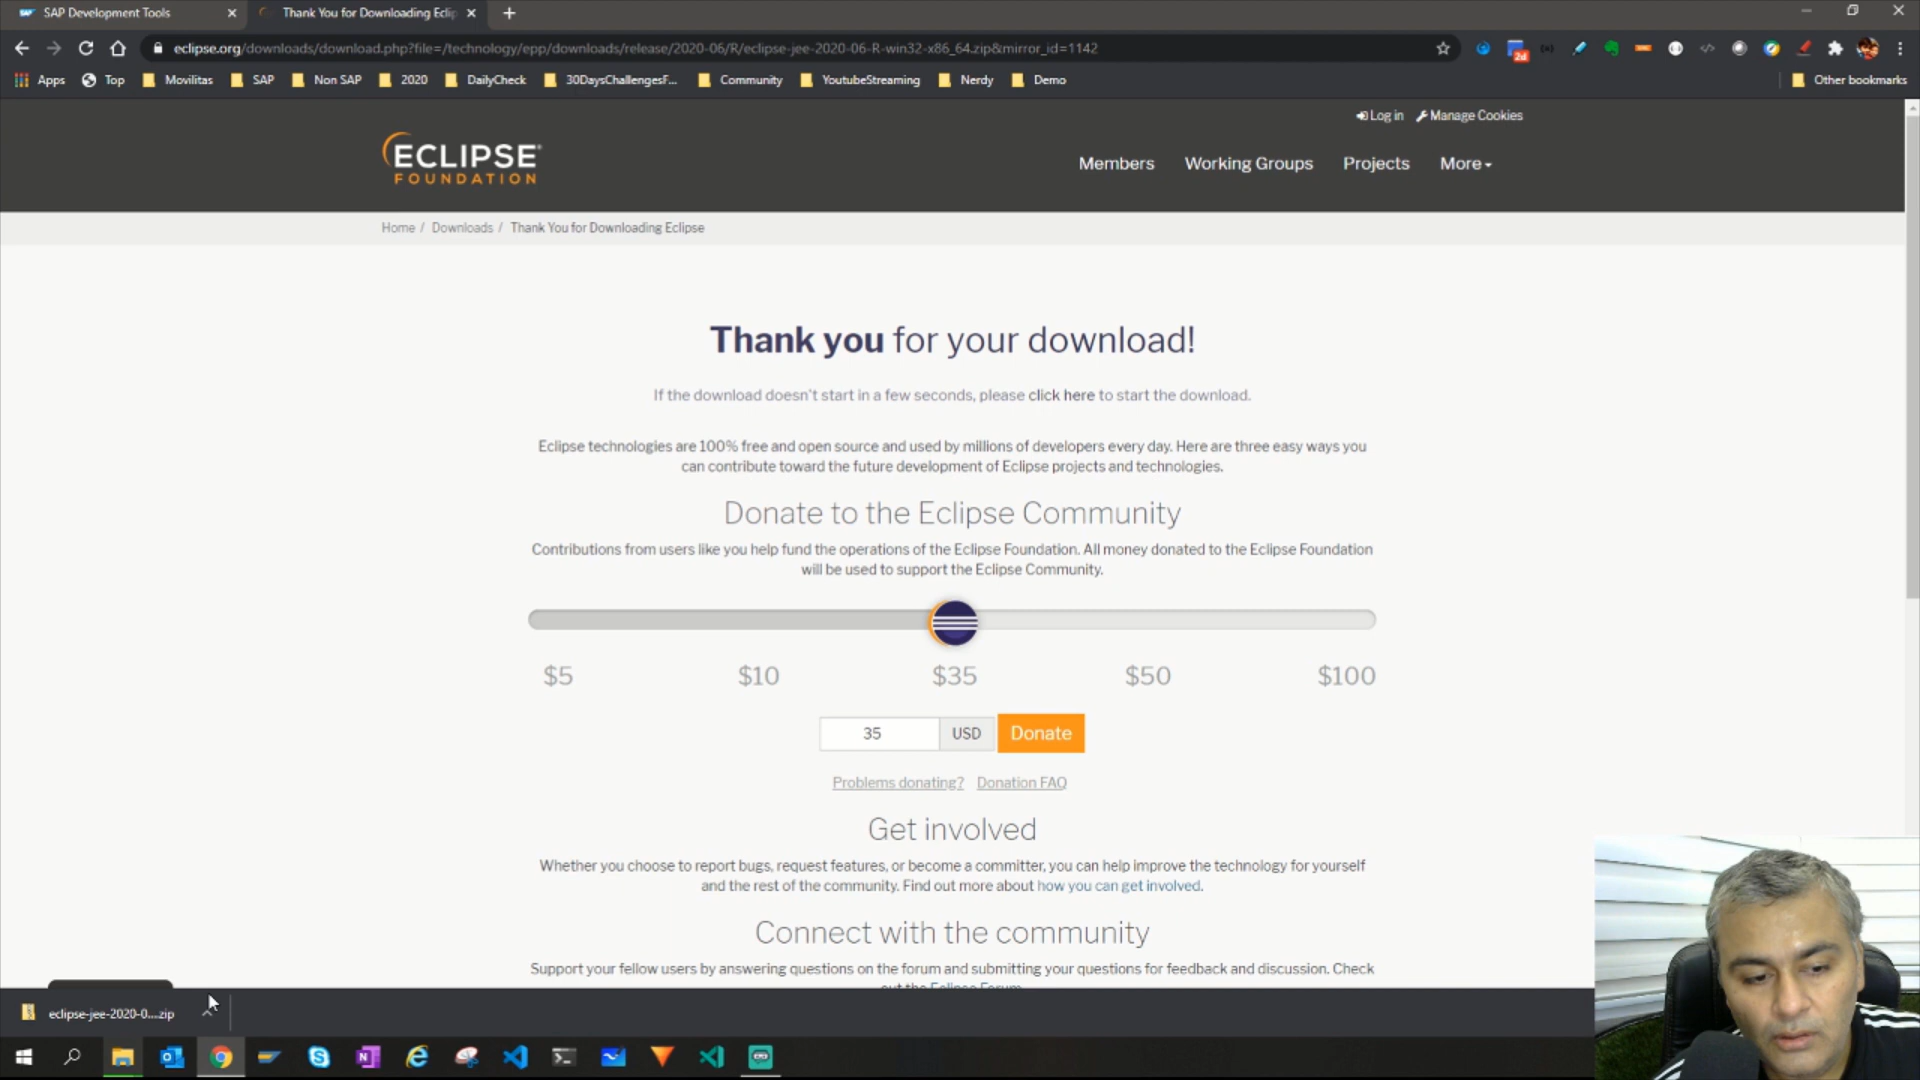 SAP Development Tools
Thank You for Downloading Eclip
eclipse.org/downloads/download.php?file=/technology/epp/downloads/release/2020-06/R/eclipse-jee-2020-06-R-win32-x86_64.zip&mirror_id=1142
2d
Apps
Top
Movilitas
SAP
Non SAP
2020
DailyCheck
30DaysChallengesF...
Community
YoutubeStreaming
Nerdy
Demo
Other bookmarks
Log in
Manage Cookies
ECLIPSE
FOUNDATION
Members
Working Groups
Projects
More
Home / Downloads / Thank You for Downloading Eclipse
Thank you for your download!
If the download doesn't start in a few seconds, please click here to start the download.
Eclipse technologies are 100% free and open source and used by millions of developers every day. Here are three easy ways you
can contribute toward the future development of Eclipse projects and technologies.
Donate to the Eclipse Community
Contributions from users like you help fund the operations of the Eclipse Foundation. All money donated to the Eclipse Foundation
will be used to support the Eclipse Community.
$5
$10
$35
$50
$100
35
USD
Donate
Problems donating?
Donation FAQ
Get involved
Whether you choose to report bugs, request features, or become a committer, you can help improve the technology for yourself
and the rest of the community. Find out more about how you can get involved.
Connect with the community
Support your fellow users by answering questions on the forum and submitting your questions for feedback and discussion. Check
out the Eclipse Forum.
eclipse-jee-2020-0....zip